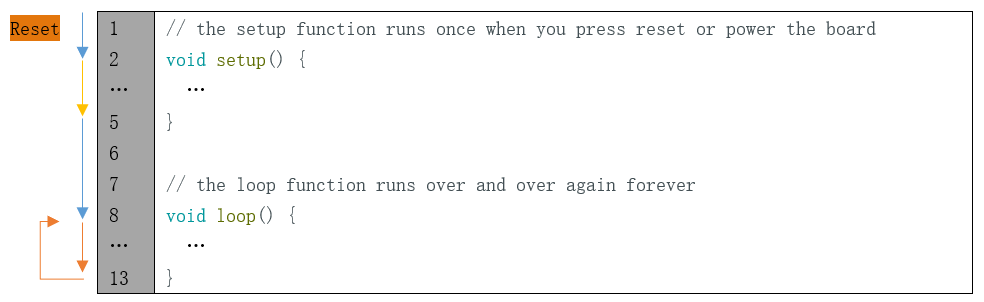 Reset 1 // the setup function runs once when you press reset or power the board
2 void setup() {
... ...
5 }
6
7 // the loop function runs over and over again forever
8 void loop() {
... ...
13 }